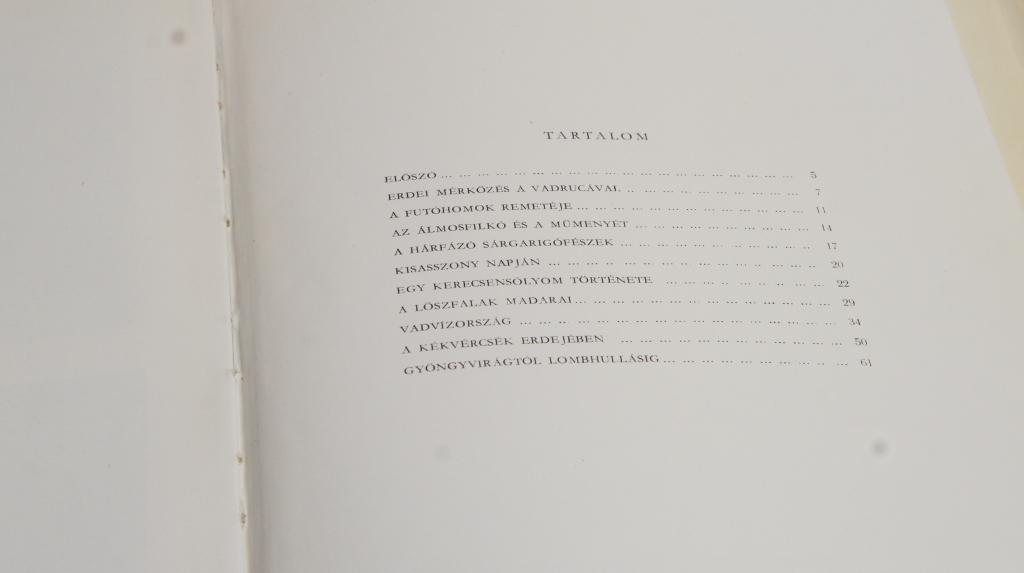 TARTALOM
ELŐSZÓ ... ... ... ... ... ... ... ... ... ... ... ... ... ... ... ... ... ... ... 5
ERDEI MÉRKŐZÉS A VADRUCÁVAL .. ... ... ... ... ... ... ... ... ... 7
A FUTÓHOMOK REMETÉJE ... ... ... ... ... ... ... ... ... ... ... ... ... 11
AZ ÁLMOSFILKÓ ÉS A MŰMENYÉT ... ... ... ... ... ... ... ... ... ... 14
A HÁRFÁZÓ SÁRGARIGÓFÉSZEK ... ... ... ... ... ... .. ... ... ... .. 17
KISASSZONY NAPJÁN ... ... ... .. ... ... .. .. ... ... ... .. ... ... .. 20
EGY KERECSENSÓLYOM TÖRTÉNETE ... ... ... .. ... .. ... .. ... 22
A LÖSZFALAK MADARAI ... ... ... ... ... ... ... ... ... ... ... ... ... ... 29
VADVÍZORSZÁG ... ... .. ... ... ... ... ... ... ... ... ... ... ... ... ... ... 34
A KÉKVÉRCSÉK ERDEJÉBEN ... ... ... ... ... ... ... ... ... ... ... ... 50
GYÖNGYVIRÁGTÓL LOMBHULLÁSIG ... ... ... ... ... ... ... ... .. ... 61